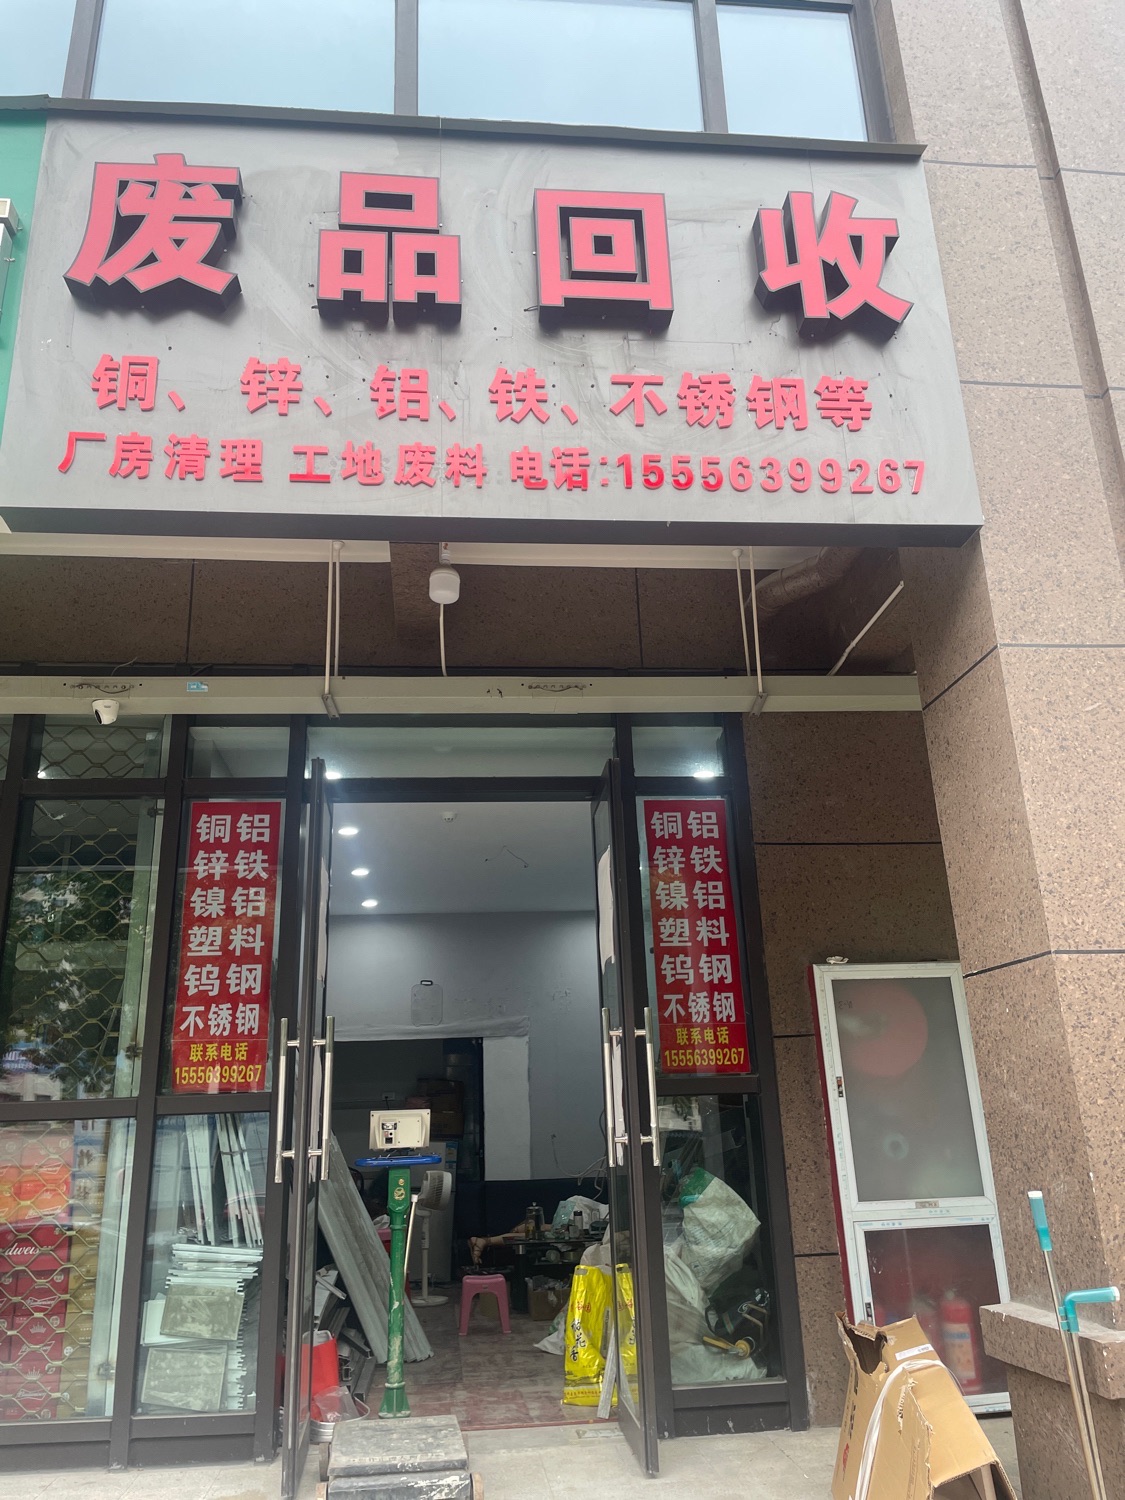 废品回收
铜、锌、铝、铁、不锈钢等
厂房清理 工地废料 电话:15556399267
铜铝
锌铁
镍铝
塑料
钨钢
不锈钢
联系电话
15556399267
铜铝
锌铁
镍铝
塑料
钨钢
不锈钢
联系电话
15556399267